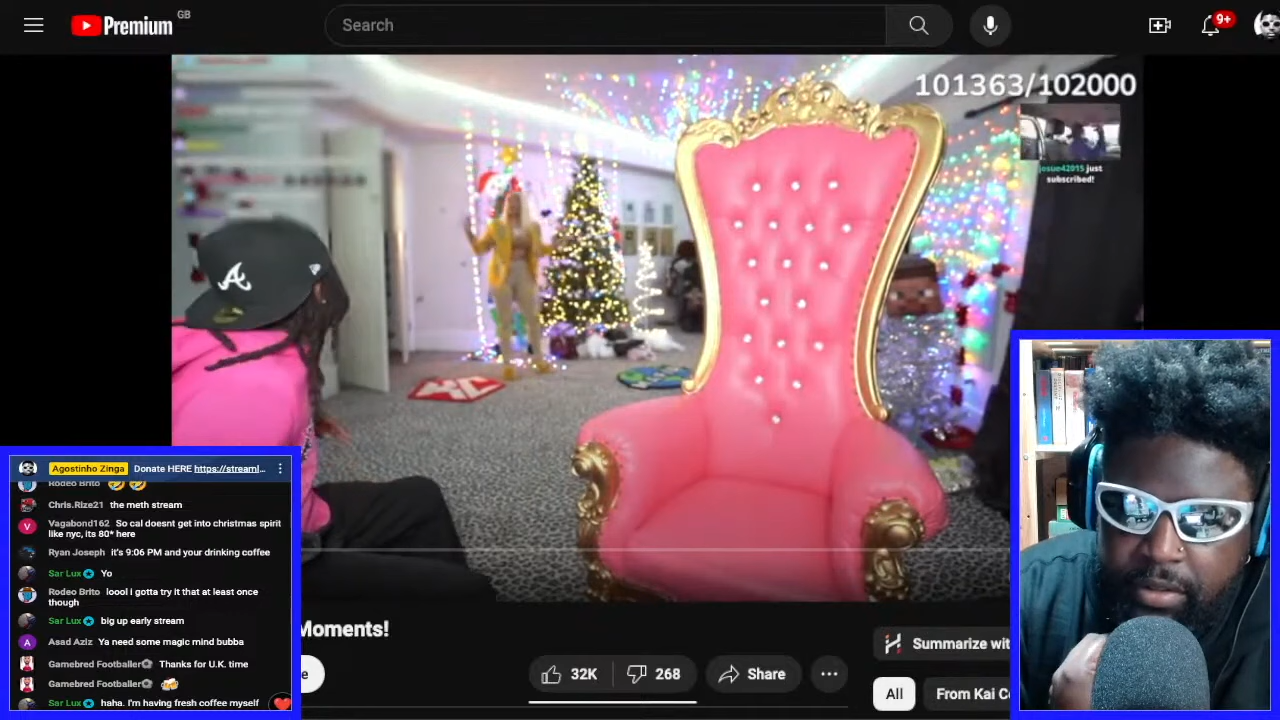 Premium
GB
Search
9+
101363/102000
jesue42015 just
subscribed!
Agostinho Zinga Donate HERE https://streaml...
Rodeo Brito 🤣🤣
Chris.Rize21 the meth stream
Vagabond162 So cal doesnt get into christmas spirit
like nyc, its 80* here
Ryan Joseph it's 9:06 PM and your drinking coffee
Sar Lux Yo
Rodeo Brito loool i gotta try it that at least once
though
Sar Lux big up early stream
Asad Aziz Ya need some magic mind bubba
Gamebred Footballer Thanks for U.K. time
Gamebred Footballer 🍻
Sar Lux haha. I'm having fresh coffee myself
Moments!
32K
268
Share
Summarize wit
All
From Kai C